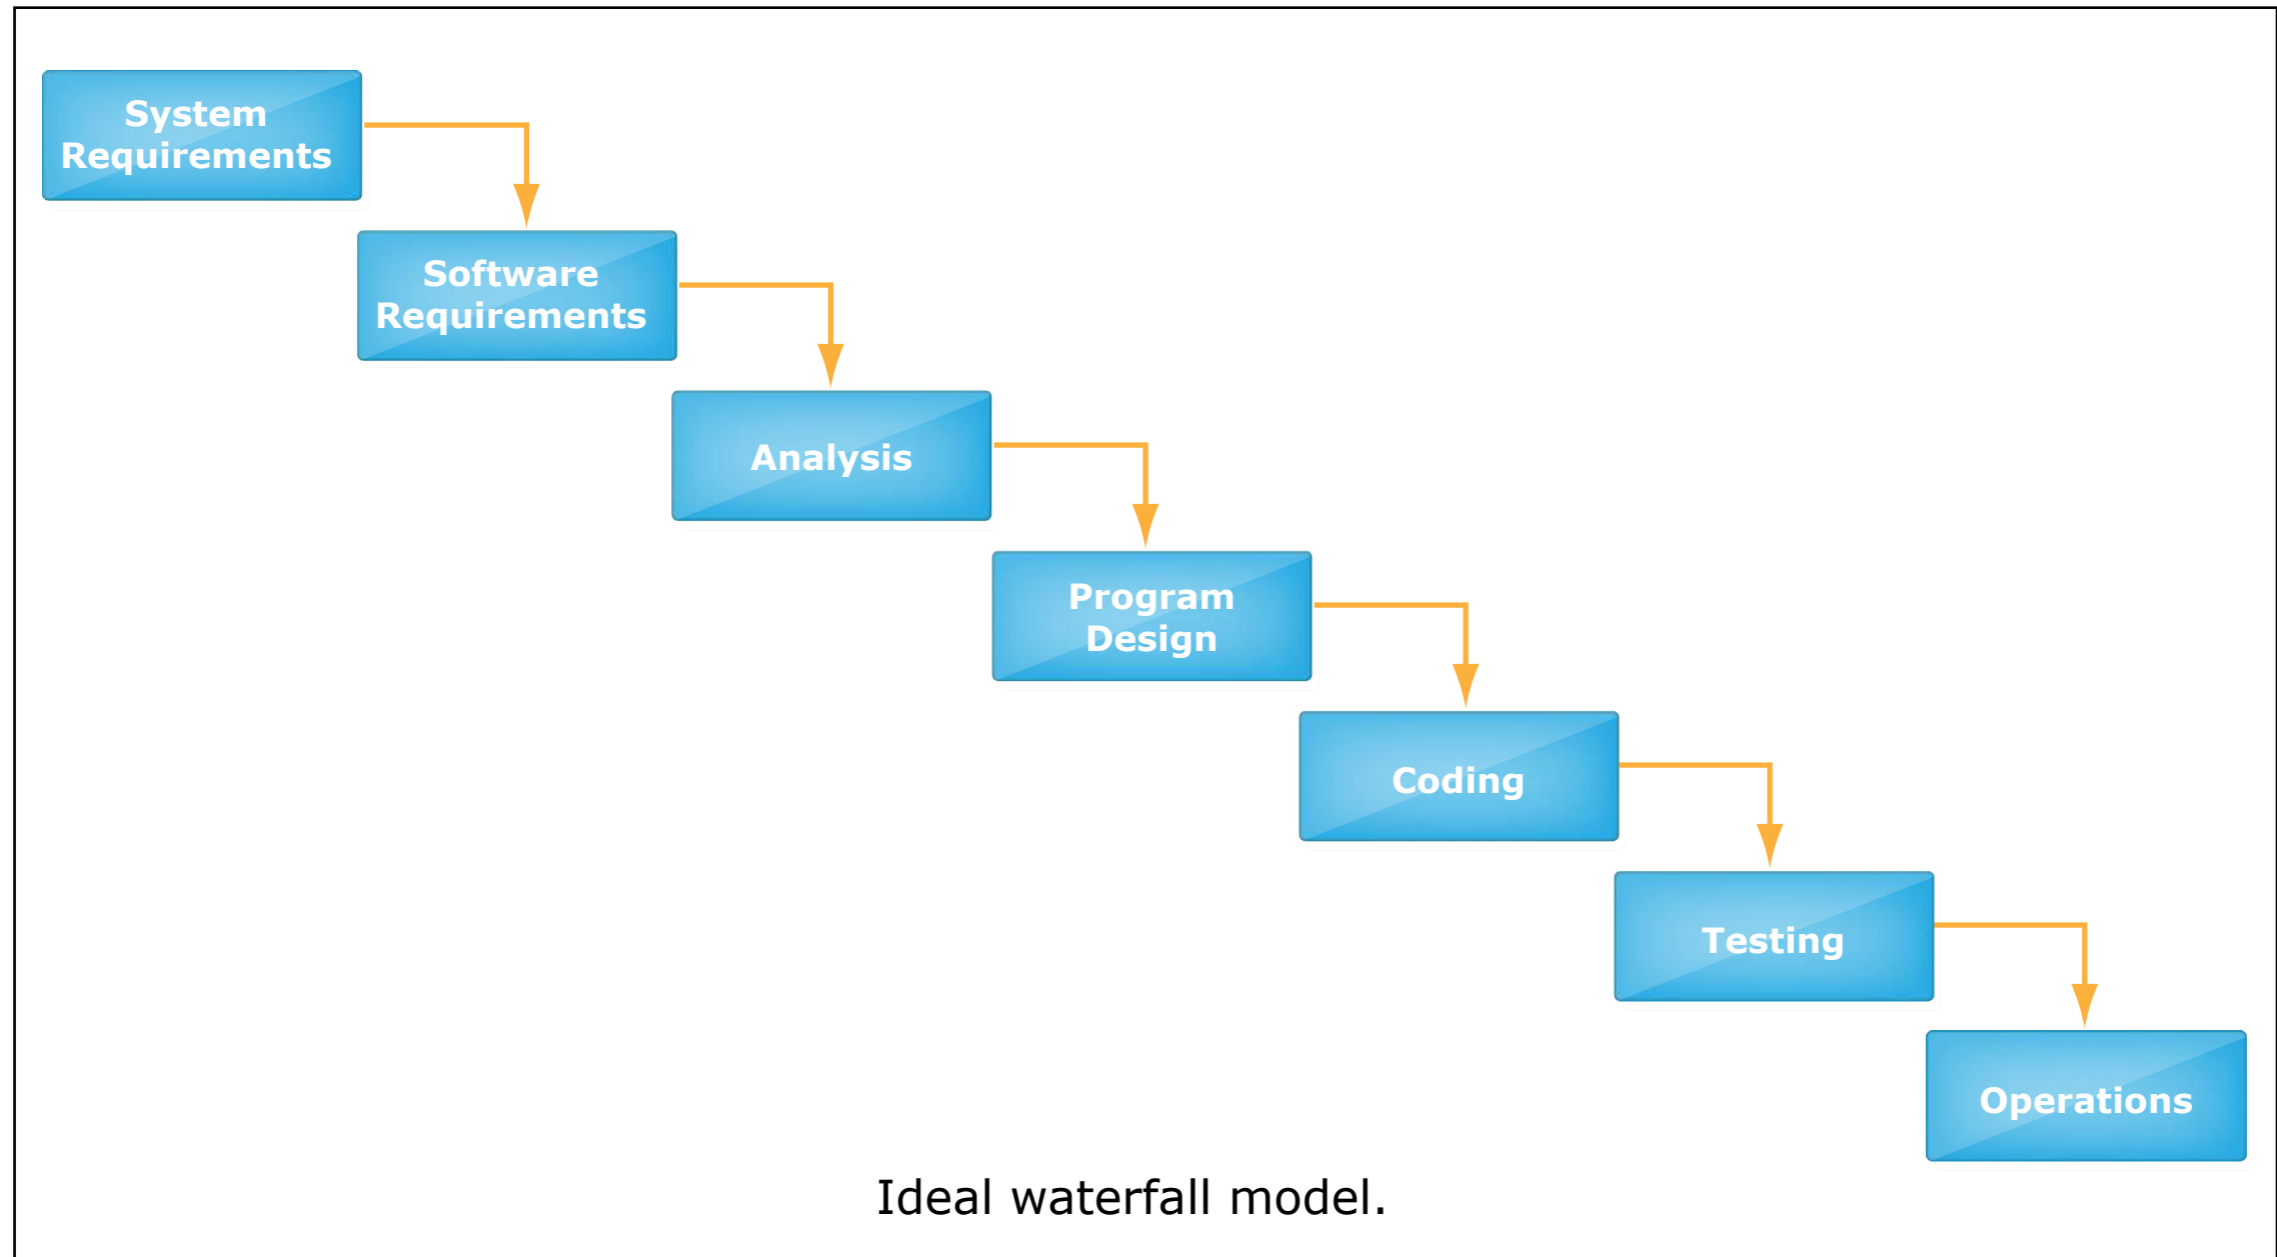 System
Requirements
Software
Requirements
Analysis
Program
Design
Coding
Testing
Operations
Ideal waterfall model.